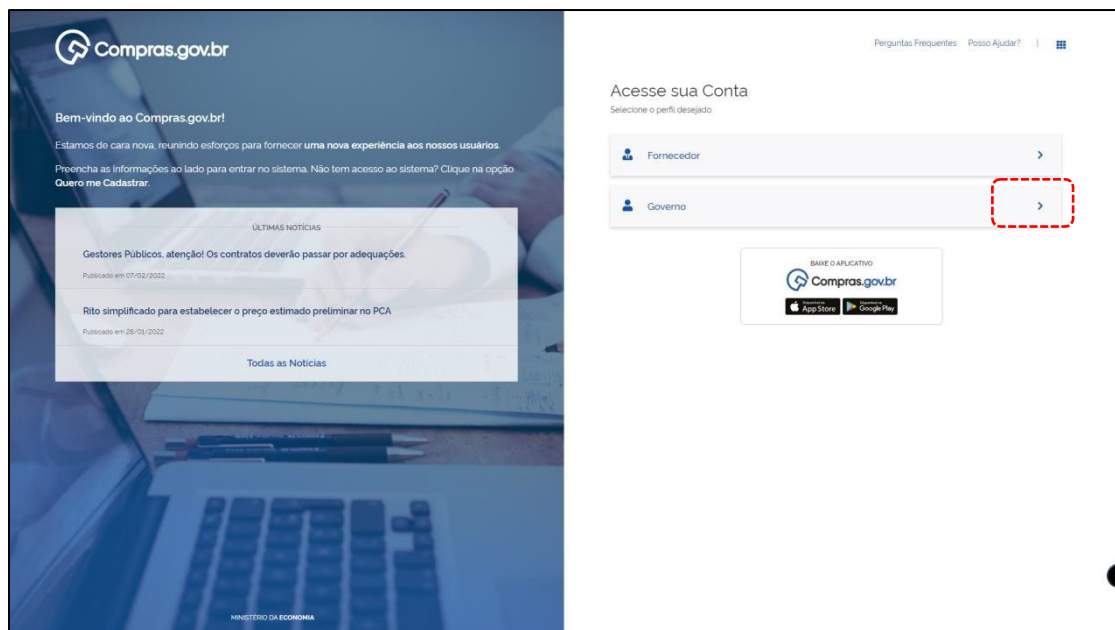 Compras.gov.br
Bem-vindo ao Compras.gov.br!
Estamos de cara nova, reunindo esforços para fornecer uma nova experiência aos nossos usuários.
Preencha as informações ao lado para entrar no sistema. Não tem acesso ao sistema? Clique na opção
Quero me Cadastrar.
ÚLTIMAS NOTÍCIAS
Gestores Públicos, atenção! Os contratos deverão passar por adequações.
Publicado em 07/02/2022
Rito simplificado para estabelecer o preço estimado preliminar no PCA
Publicado em 28/01/2022
Todas as Notícias
MINISTÉRIO DA ECONOMIA
Perguntas Frequentes Posso Ajudar? |
Acesse sua Conta
Selecione o perfil desejado.
Fornecedor
Governo
BAIXE O APLICATIVO
Compras.gov.br
App Store Google Play